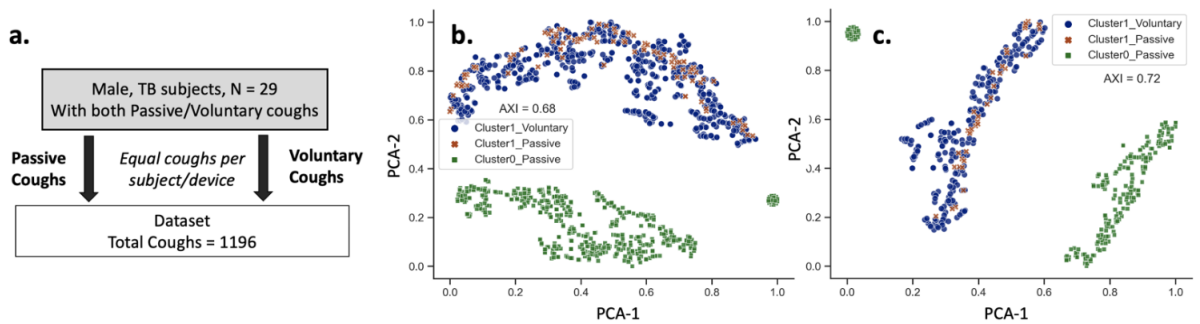 a.
Male, TB subjects, N = 29
With both Passive/Voluntary coughs
Passive
Coughs
Equal coughs per
subject/device
Voluntary
Coughs
Dataset
Total Coughs = 1196
b.
1.0
0.8
0.6
0.4
0.2
0.0
PCA-2
AXI = 0.68
Cluster1_Voluntary
Cluster1_Passive
Cluster0_Passive
0.0 0.2 0.4 0.6 0.8 1.0
PCA-1
c.
1.0
0.8
1.6
0.4
0.2
0.0
PCA-2
Cluster1_Voluntary
Cluster1_Passive
Cluster0_Passive
AXI = 0.72
0.0 0.2 0.4 0.6 0.8 1.0
PCA-1